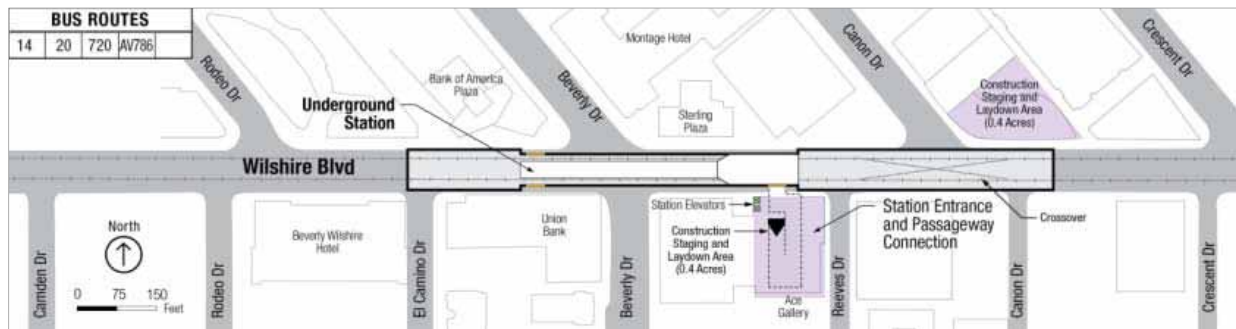 BUS ROUTES
14 20 720 AV786
Rodeo Dr
Bank of America
Plaza
Beverly Dr
Montage Hotel
Sterling
Plaza
Canon Dr
Construction
Staging and
Laydown Area
(0.4 Acres)
Crescent Dr
Underground
Station
Wilshire Blvd
North
0 75 150
Feet
Camden Dr
Rodeo Dr
Beverly Wilshire
Hotel
El Camino Dr
Union
Bank
Beverly Dr
Station Elevators
Construction
Staging and
Laydown Area
(0.4 Acres)
Ace
Gallery
Reeves Dr
Station Entrance
and Passageway
Connection
Crossover
Canon Dr
Crescent Dr